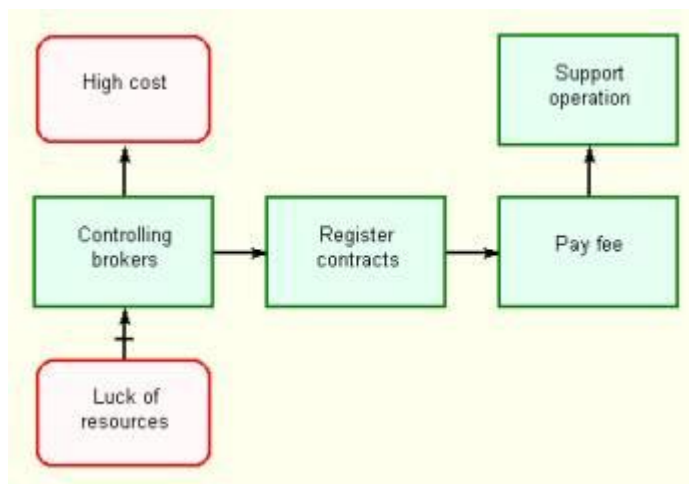 High cost
Support
operation
Controlling
brokers
Register
contracts
Pay fee
Luck of
resources